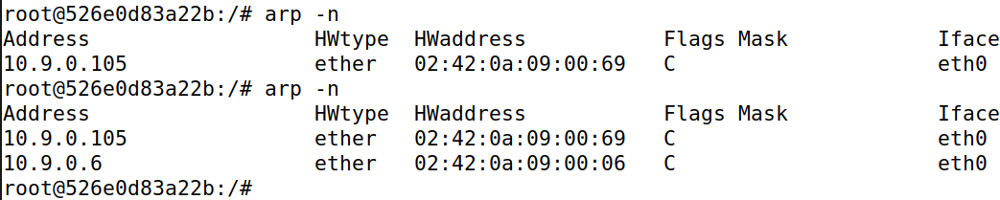 root@526e0d83a22b:/# arp -n
Address                  HWtype  HWaddress           Flags Mask            Iface
10.9.0.105               ether   02:42:0a:09:00:69   C                     eth0
root@526e0d83a22b:/# arp -n
Address                  HWtype  HWaddress           Flags Mask            Iface
10.9.0.105               ether   02:42:0a:09:00:69   C                     eth0
10.9.0.6                 ether   02:42:0a:09:00:06   C                     eth0
root@526e0d83a22b:/#